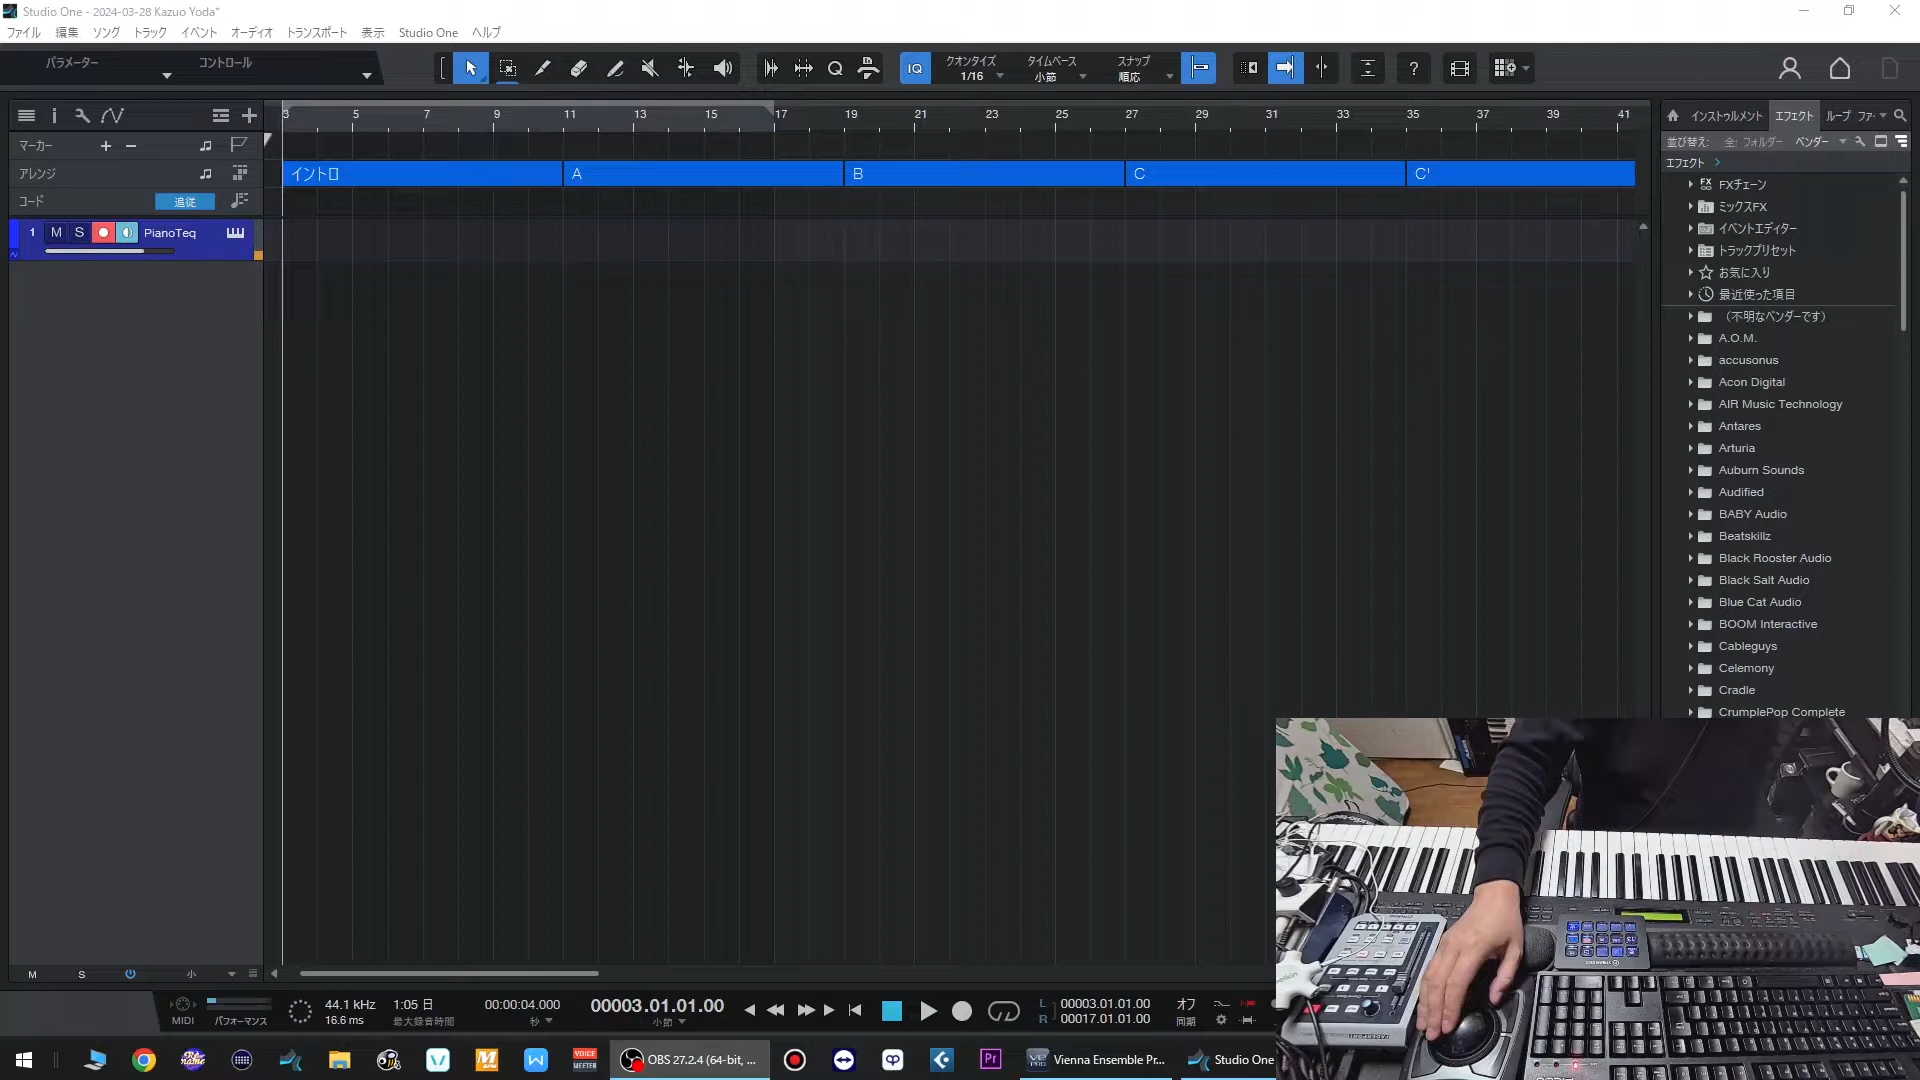 Studio One - 2024-03-28 Kazuo Yoda*
ファイル 編集 ソング トラック イベント オーディオ トランスポート 表示 Studio One ヘルプ
パラメーター コントロール
IQ クオンタイズ 1/16 タイムベース 小節 スナップ 順応 ?
3 5 7 9 11 13 15 17 19 21 23 25 27 29 31 33 35 37 39 41
マーカー
アレンジ
イントロ A B C C'
コード 追従
1 M S PianoTeq
インストゥルメント エフェクト ループ ファ
並び替え: 全 フォルダー ベンダー
エフェクト
FXチェーン
ミックスFX
イベントエディター
トラックプリセット
お気に入り
最近使った項目
（不明なベンダーです）
A.O.M.
accusonus
Acon Digital
AIR Music Technology
Antares
Arturia
Auburn Sounds
Audified
BABY Audio
Beatskillz
Black Rooster Audio
Black Salt Audio
Blue Cat Audio
BOOM Interactive
Cableguys
Celemony
Cradle
CrumplePop Complete
M S 小
MIDI パフォーマンス
44.1 kHz
16.6 ms
1:05 日
最大録音時間
00:00:04.000
秒
00003.01.01.00
小節
L 00003.01.01.00
R 00017.01.01.00
オフ
同期
VOICE MEETER OBS 27.2.4 (64-bit, ... Pr Vienna Ensemble Pr... Studio One